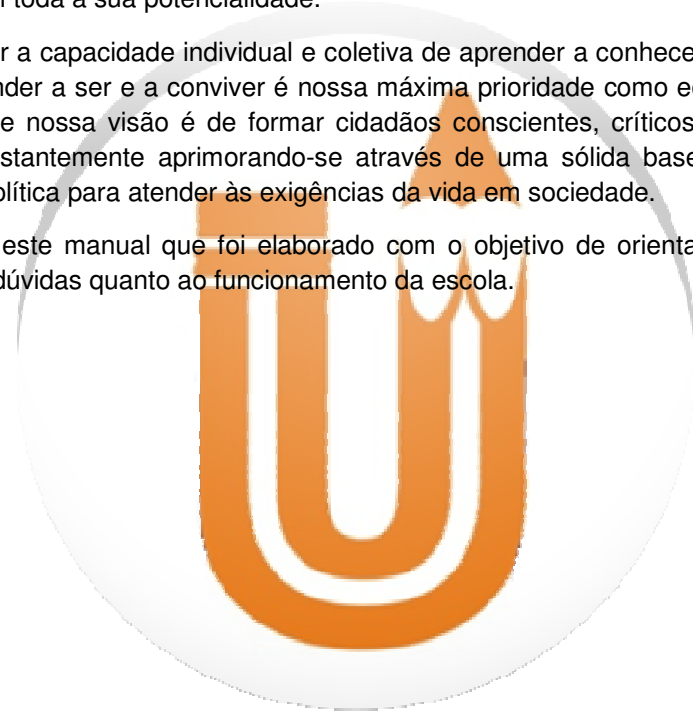 toda a sua potencialidade.
r a capacidade individual e coletiva de aprender a conhece
nder a ser e a conviver é nossa máxima prioridade como e
e nossa visão é de formar cidadãos conscientes, críticos
stantemente aprimorando-se através de uma sólida base
olítica para atender às exigências da vida em sociedade.
este manual que foi elaborado com o objetivo de orienta
dúvidas quanto ao funcionamento da escola.